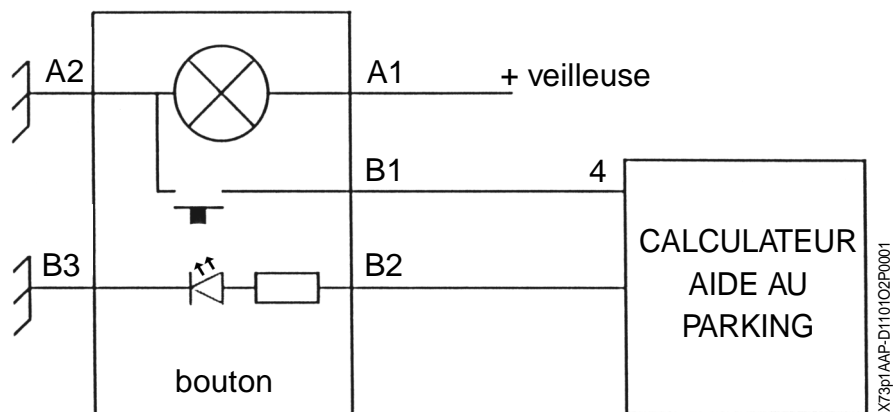 A2
A1
+ veilleuse
B1
4
B3
B2
CALCULATEUR
AIDE AU
PARKING
bouton
X73p1AAP-D1101O2P0001